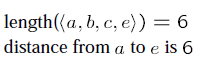 length(⟨a, b, c, e⟩) = 6
distance from a to e is 6